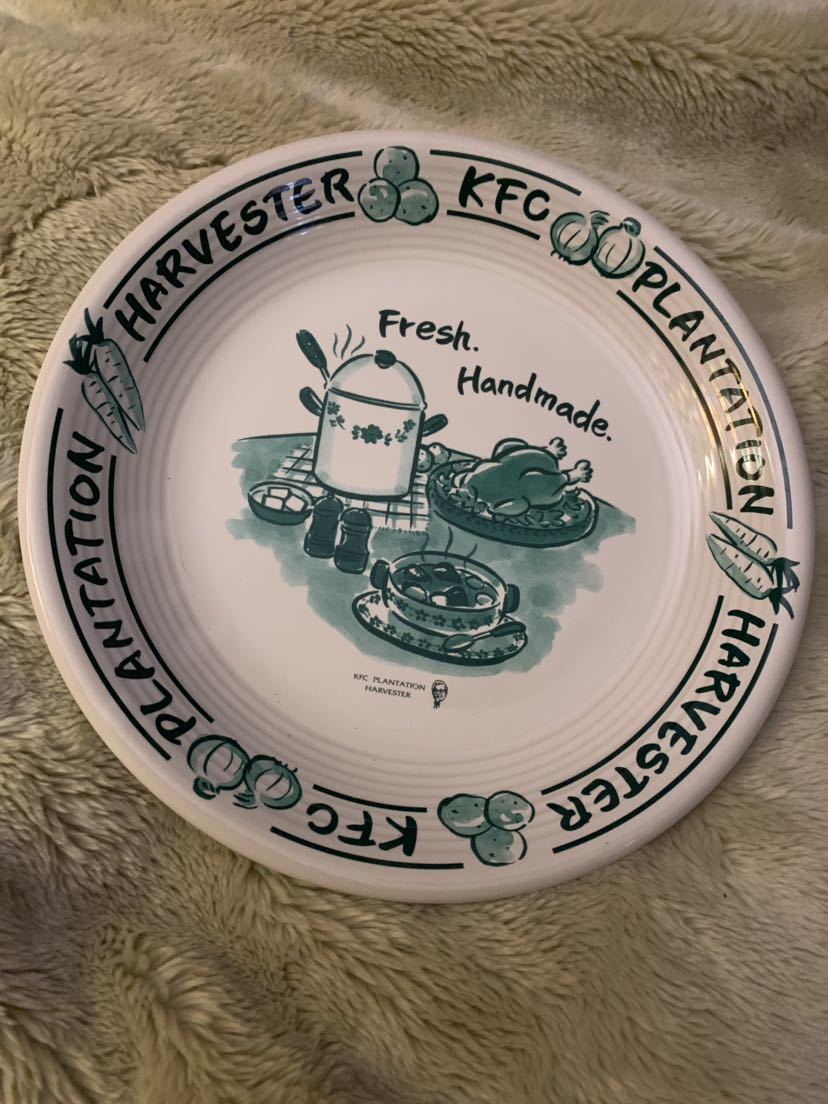 HARVESTER
KFC
PLANTATION
HARVESTER
KFC
PLANTATION
Fresh.
Handmade.
KFC PLANTATION
HARVESTER